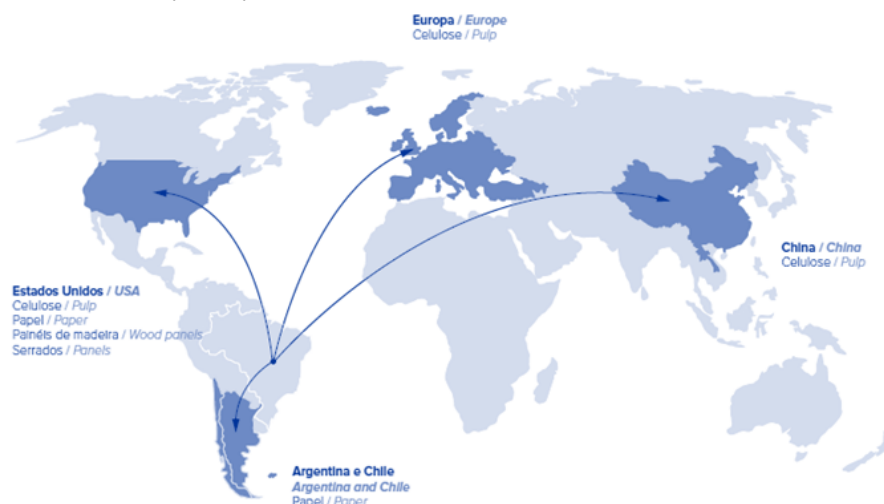 Europa / Europe
Celulose / Pulp
China / China
Celulose / Pulp
Estados Unidos / USA
Celulose / Pulp
Papel / Paper
Painéis de madeira / Wood panels
Serrados / Panels
Argentina e Chile
Argentina and Chile
Papel / Paper